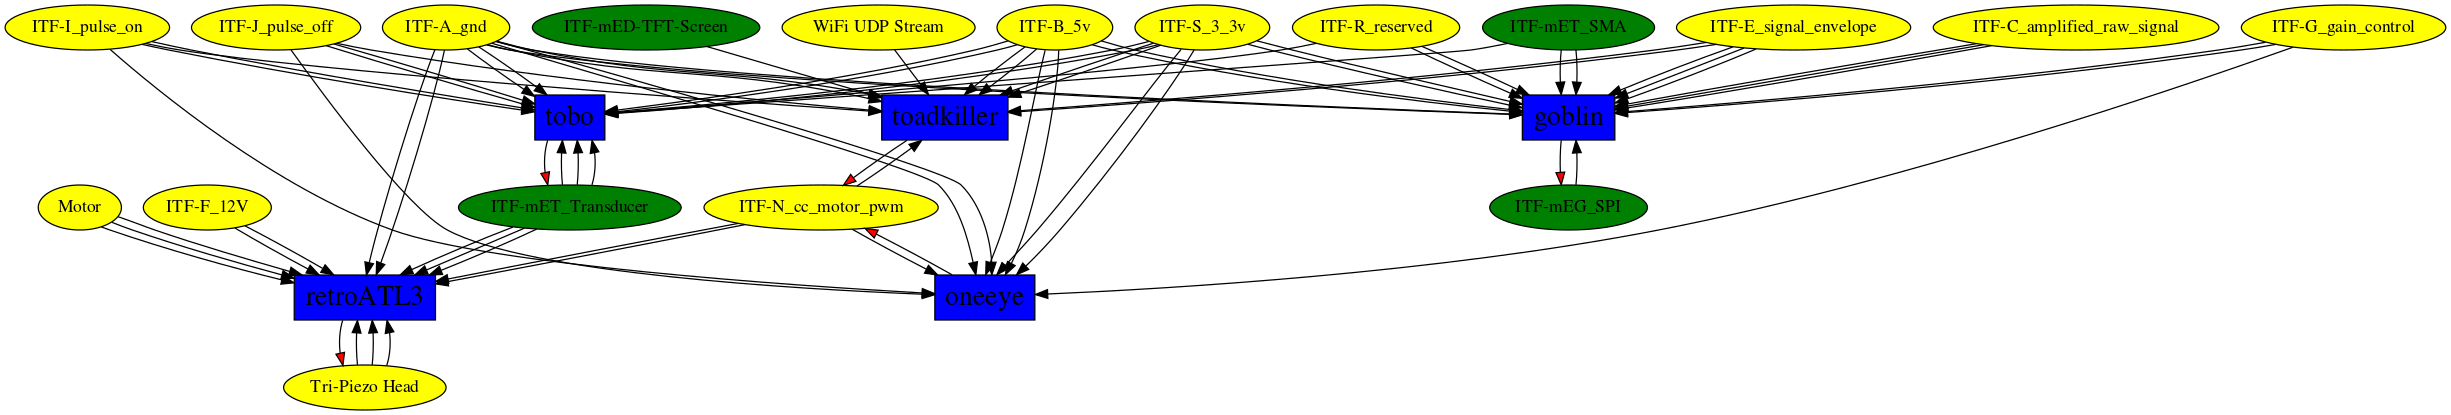 ITF-I_pulse_on
ITF-J_pulse_off
ITF-A_gnd
ITF-mED-TFT-Screen
WiFi UDP Stream
ITF-B_5v
ITF-S_3_3v
ITF-R_reserved
ITF-mET_SMA
ITF-E_signal_envelope
ITF-C_amplified_raw_signal
ITF-G_gain_control
tobo
toadkiller
goblin
Motor
ITF-F_12V
ITF-mET_Transducer
ITF-N_cc_motor_pwm
ITF-mEG_SPI
retroATL3
oneeye
Tri-Piezo Head